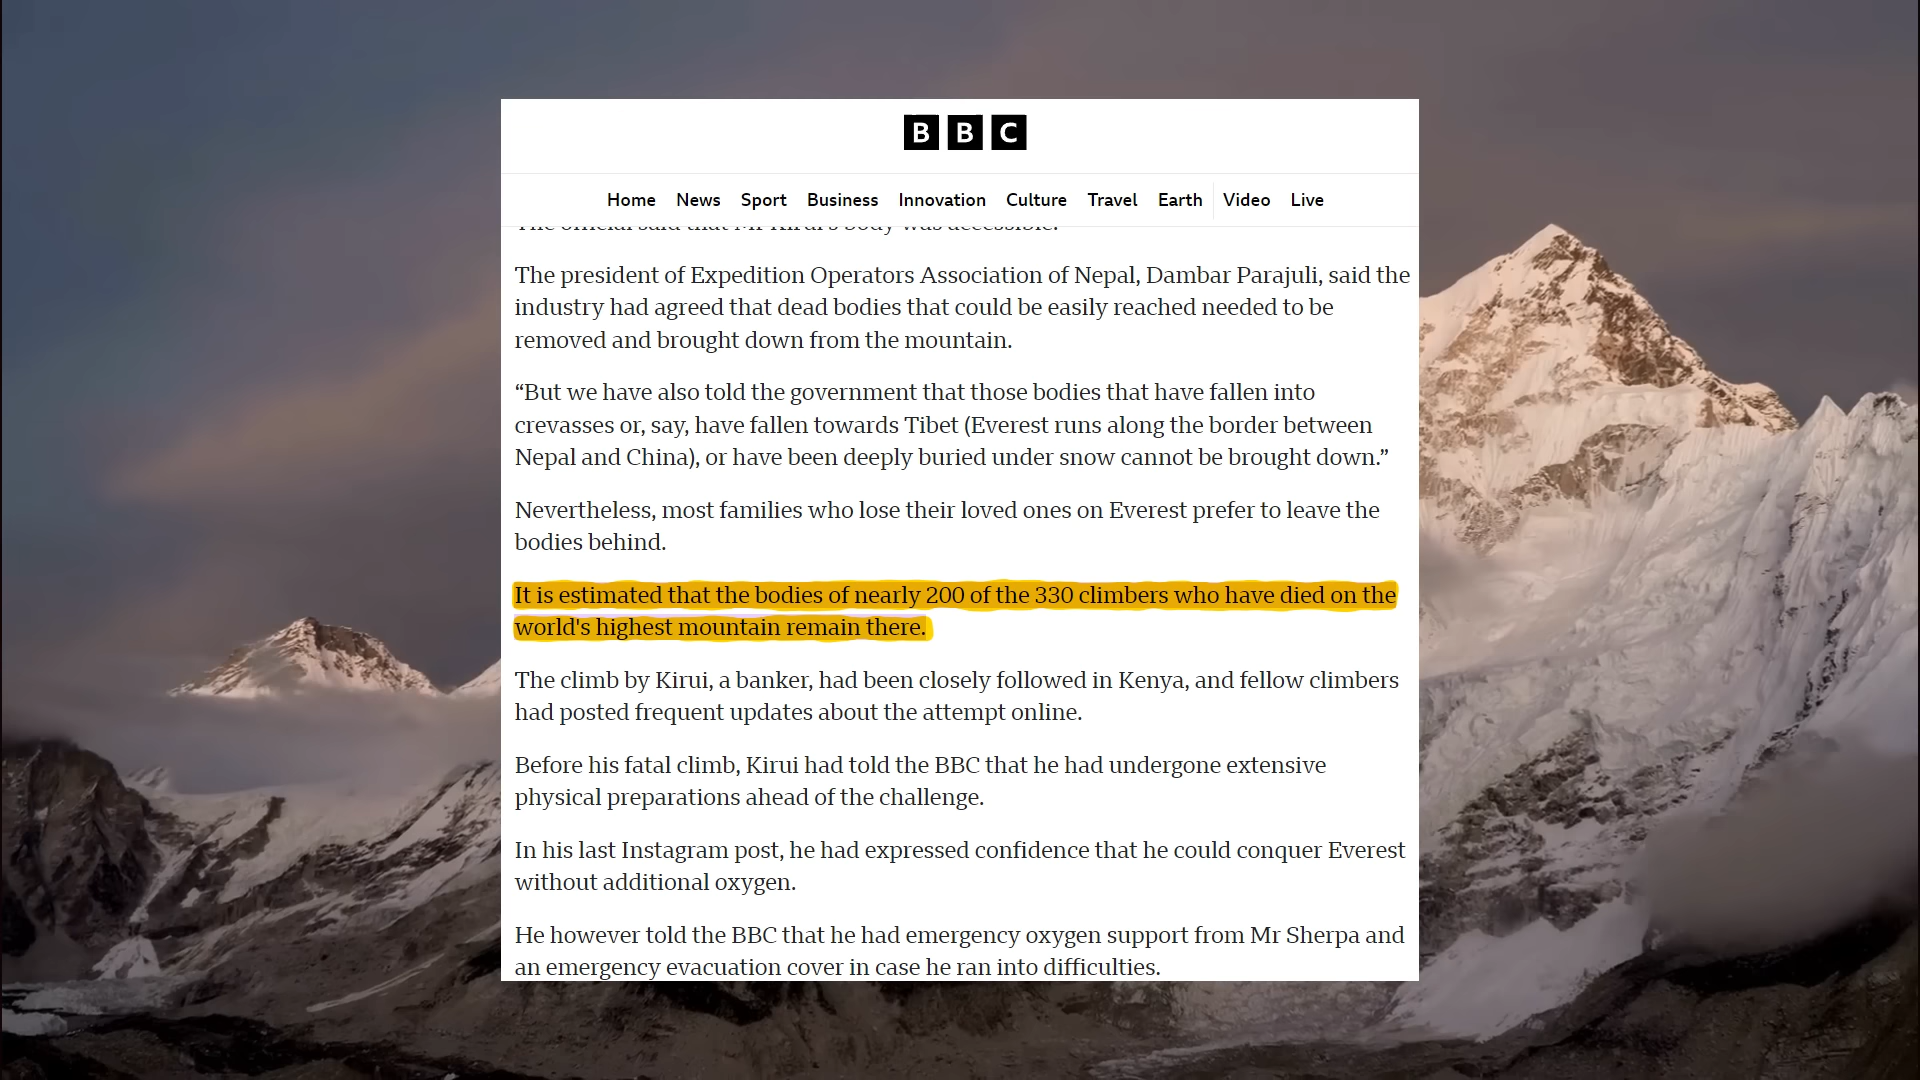 BBC
Home News Sport Business Innovation Culture Travel Earth Video Live
The official said that Mr Kirui's body was accessible.
The president of Expedition Operators Association of Nepal, Dambar Parajuli, said the
industry had agreed that dead bodies that could be easily reached needed to be
removed and brought down from the mountain.
“But we have also told the government that those bodies that have fallen into
crevasses or, say, have fallen towards Tibet (Everest runs along the border between
Nepal and China), or have been deeply buried under snow cannot be brought down.”
Nevertheless, most families who lose their loved ones on Everest prefer to leave the
bodies behind.
It is estimated that the bodies of nearly 200 of the 330 climbers who have died on the
world's highest mountain remain there.
The climb by Kirui, a banker, had been closely followed in Kenya, and fellow climbers
had posted frequent updates about the attempt online.
Before his fatal climb, Kirui had told the BBC that he had undergone extensive
physical preparations ahead of the challenge.
In his last Instagram post, he had expressed confidence that he could conquer Everest
without additional oxygen.
He however told the BBC that he had emergency oxygen support from Mr Sherpa and
an emergency evacuation cover in case he ran into difficulties.